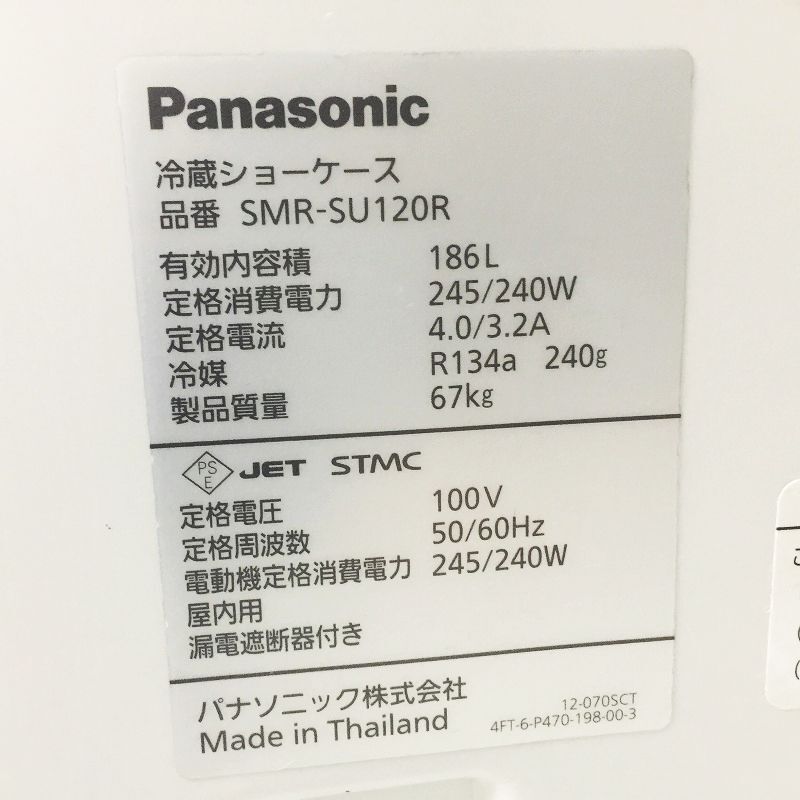 Panasonic
冷蔵ショーケース
品番 SMR-SU120R
有効内容積 186L
定格消費電力 245/240W
定格電流 4.0/3.2A
冷媒 R134a 240g
製品質量 67kg
PSE JET STMC
定格電圧 100V
定格周波数 50/60Hz
電動機定格消費電力 245/240W
屋内用
漏電遮断器付き
パナソニック株式会社
Made in Thailand
12-070SCT
4FT-6-P470-198-00-3